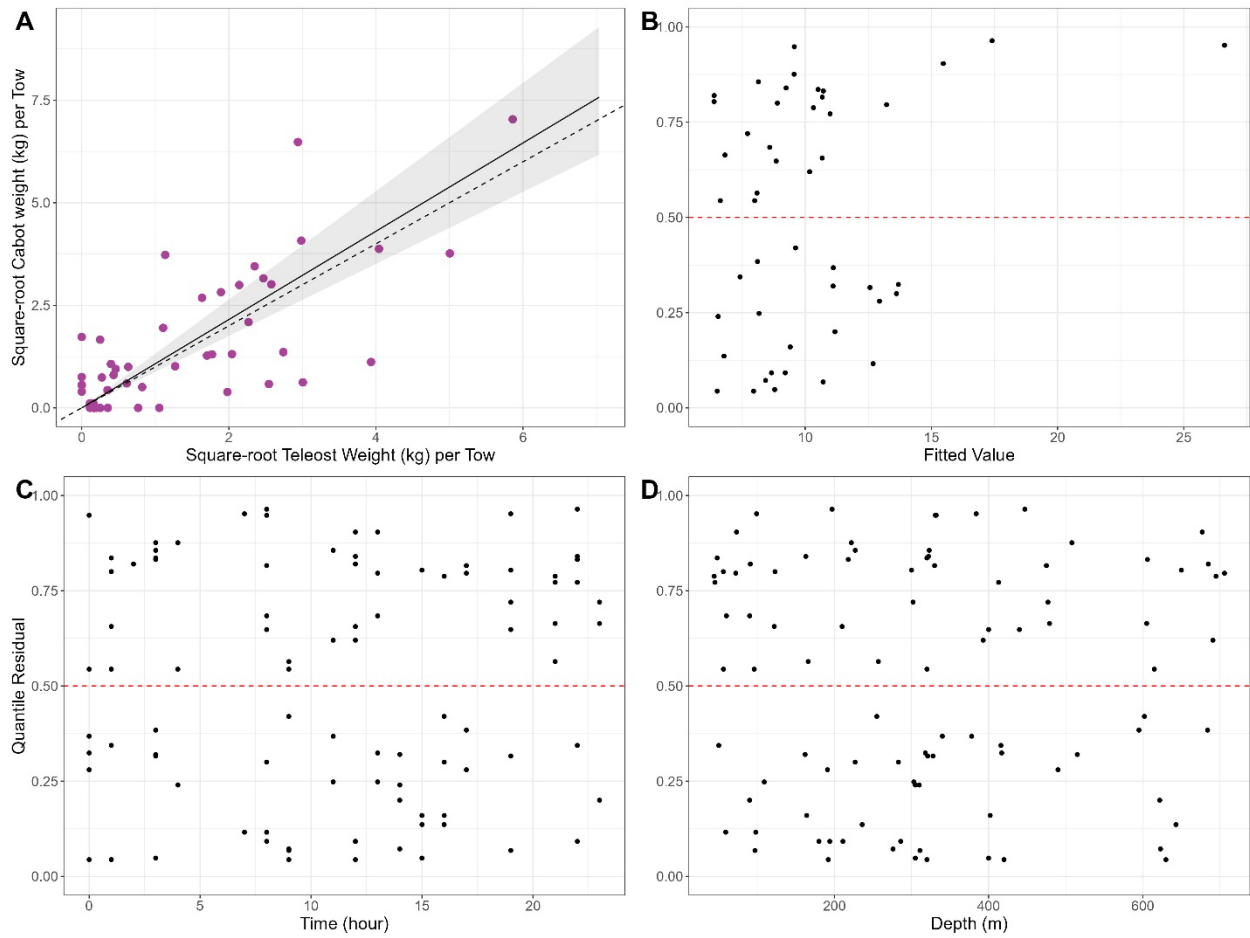 A
Square-root Cabot weight (kg) per Tow
7.5
5.0
2.5
0.0
0 2 4 6
Square-root Teleost Weight (kg) per Tow
B
1.00
0.75
0.50
0.25
0.00
10 15 20 25
Fitted Value
C
Quantile Residual
1.00
0.75
0.50
0.25
0.00
0 5 10 15 20
Time (hour)
D
1.00
0.75
0.50
0.25
0.00
200 400 600
Depth (m)